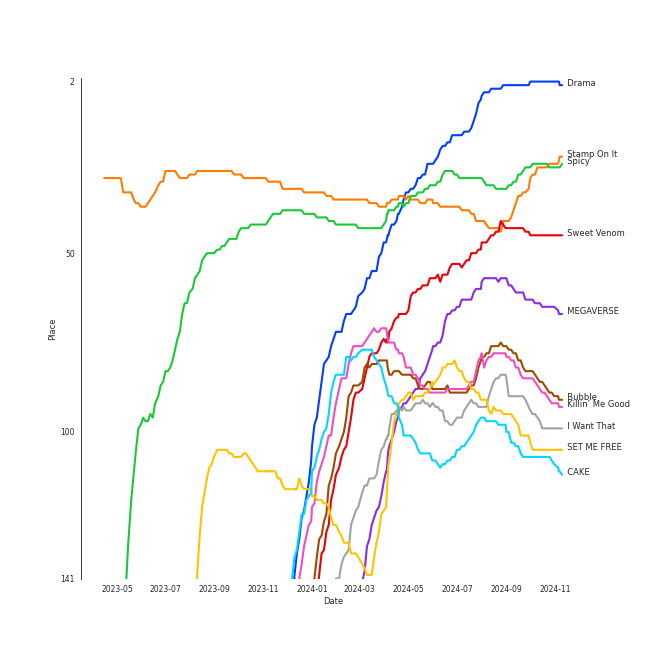 2
Drama
Stamp On It
Spicy
Sweet Venom
50
MEGAVERSE
Place
Bubble
Killin' Me Good
I Want That
100
SET ME FREE
CAKE
141
2023-05 2023-07 2023-09 2023-11 2024-01 2024-03 2024-05 2024-07 2024-09 2024-11
Date